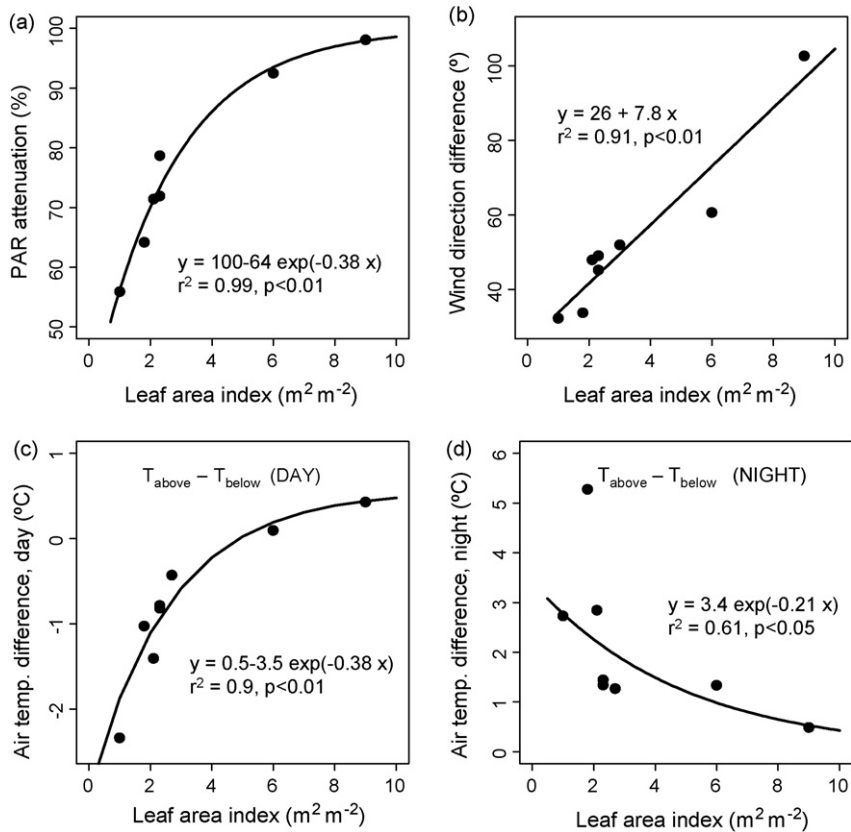 (a)
100
90
80
70
60
50
PAR attenuation (%)
y = 100-64 exp(-0.38 x)
r² = 0.99, p<0.01
0 2 4 6 8 10
Leaf area index (m² m⁻²)
(b)
100
80
60
40
Wind direction difference (º)
y = 26 + 7.8 x
r² = 0.91, p<0.01
0 2 4 6 8 10
Leaf area index (m² m⁻²)
(c)
1
0
-1
-2
Air temp. difference, day (ºC)
T_above – T_below (DAY)
y = 0.5-3.5 exp(-0.38 x)
r² = 0.9, p<0.01
0 2 4 6 8 10
Leaf area index (m² m⁻²)
(d)
6
5
4
3
2
1
0
Air temp. difference, night (ºC)
T_above – T_below (NIGHT)
y = 3.4 exp(-0.21 x)
r² = 0.61, p<0.05
0 2 4 6 8 10
Leaf area index (m² m⁻²)